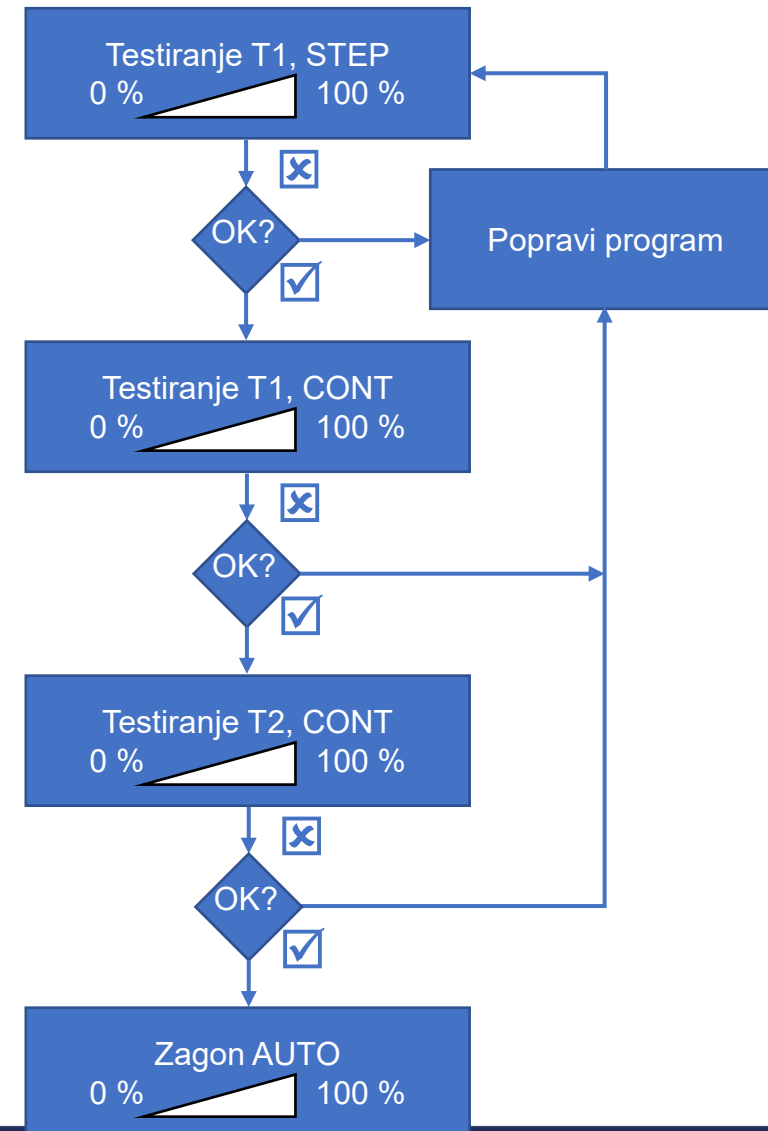 Testiranje T1, STEP
0 % 100 %
OK?
Popravi program
Testiranje T1, CONT
0 % 100 %
OK?
Testiranje T2, CONT
0 % 100 %
OK?
Zagon AUTO
0 % 100 %